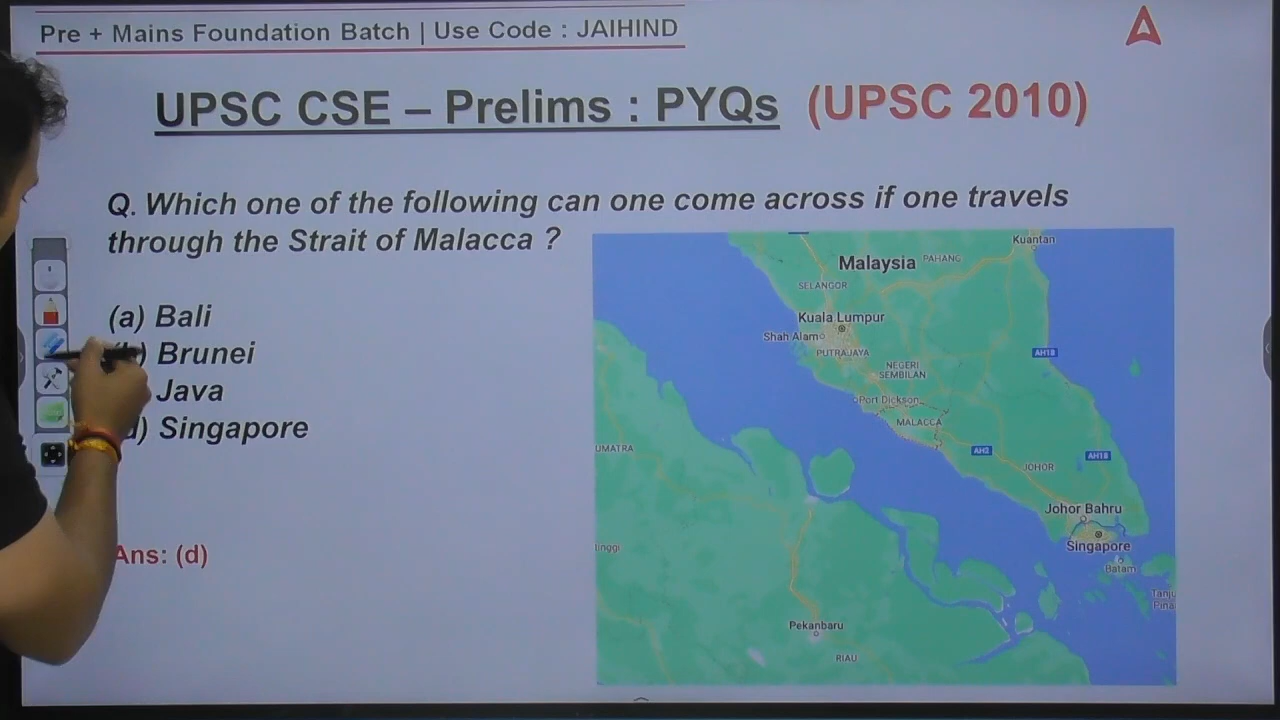 Pre + Mains Foundation Batch | Use Code : JAIHIND
UPSC CSE – Prelims : PYQs (UPSC 2010)
Q. Which one of the following can one come across if one travels
through the Strait of Malacca ?
(a) Bali
) Brunei
Java
d) Singapore
Ans: (d)
Kuantan
Malaysia PAHANG
SELANGOR
Kuala Lumpur
Shah Alam
PUTRAJAYA
NEGERI
SEMBILAN
AH18
Port Dickson
MALACCA
UMATRA
AH2
AH18
JOHOR
Johor Bahru
Singapore
Batam
Tanju
Pina
linggi
Pekanbaru
RIAU